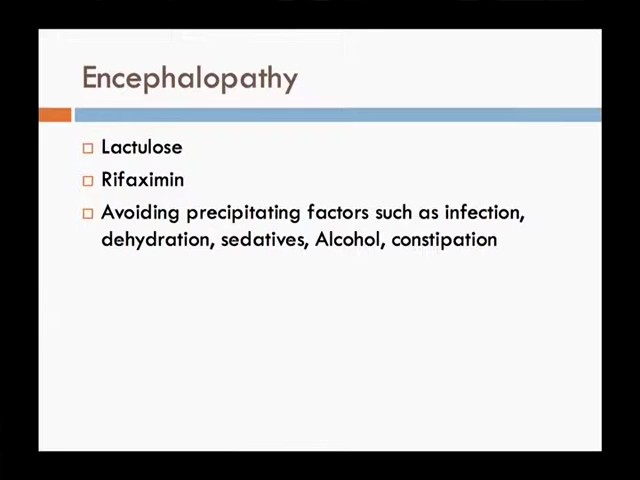 Encephalopathy
Lactulose
Rifaximin
Avoiding precipitating factors such as infection,
dehydration, sedatives, Alcohol, constipation